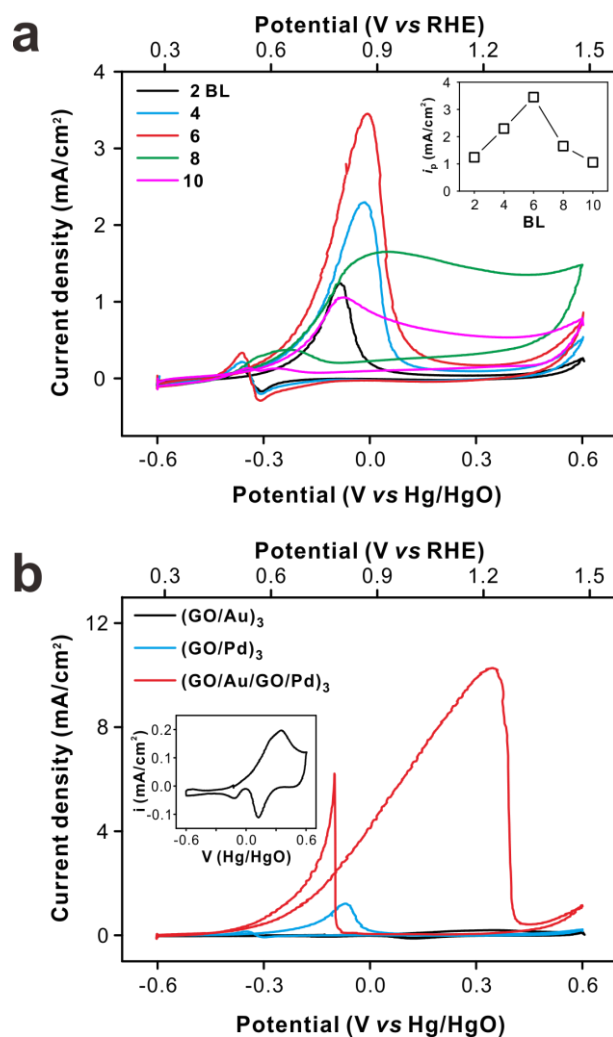 a
Potential (V vs RHE)
0.3 0.6 0.9 1.2 1.5
4
3
2
1
0
Current density (mA/cm²)
2 BL
4
6
8
10
4
3
2
1
0
iₚ (mA/cm²)
2 4 6 8 10
BL
-0.6 -0.3 0.0 0.3 0.6
Potential (V vs Hg/HgO)
b
Potential (V vs RHE)
0.3 0.6 0.9 1.2 1.5
12
8
4
0
Current density (mA/cm²)
(GO/Au)₃
(GO/Pd)₃
(GO/Au/GO/Pd)₃
0.2
0.1
0.0
-0.1
i (mA/cm²)
-0.6 0.0 0.6
V (Hg/HgO)
-0.6 -0.3 0.0 0.3 0.6
Potential (V vs Hg/HgO)